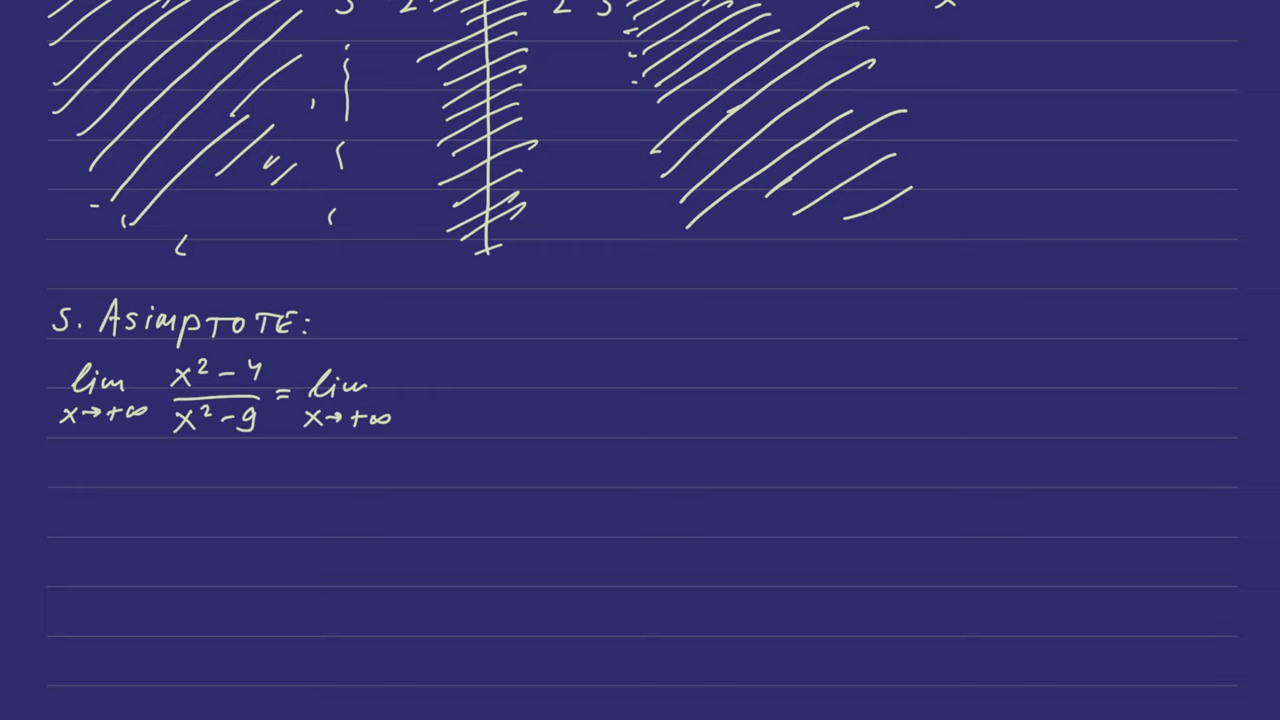 5. ASimPTOTE:
lim x→+∞ x² - 4 / x² - 9 = lim x→+∞